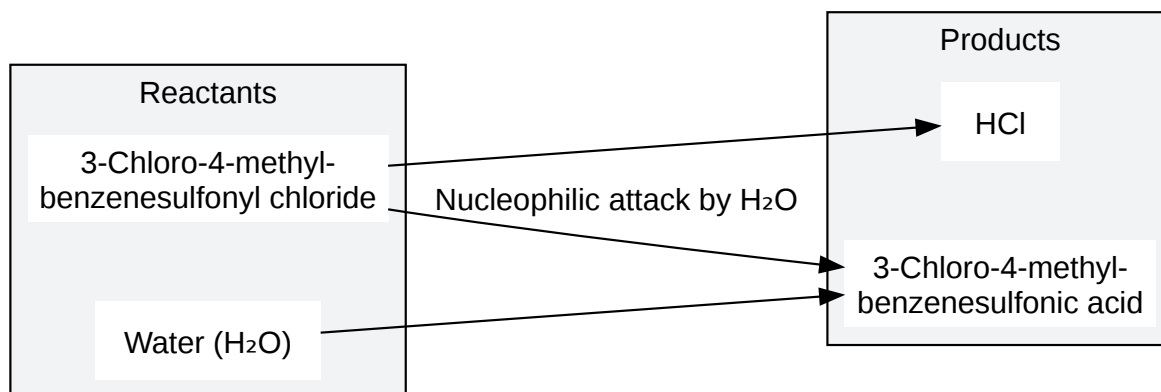 Reactants
3-Chloro-4-methyl-
benzenesulfonyl chloride
Water (H₂O)
Nucleophilic attack by H₂O
Products
HCl
3-Chloro-4-methyl-
benzenesulfonic acid